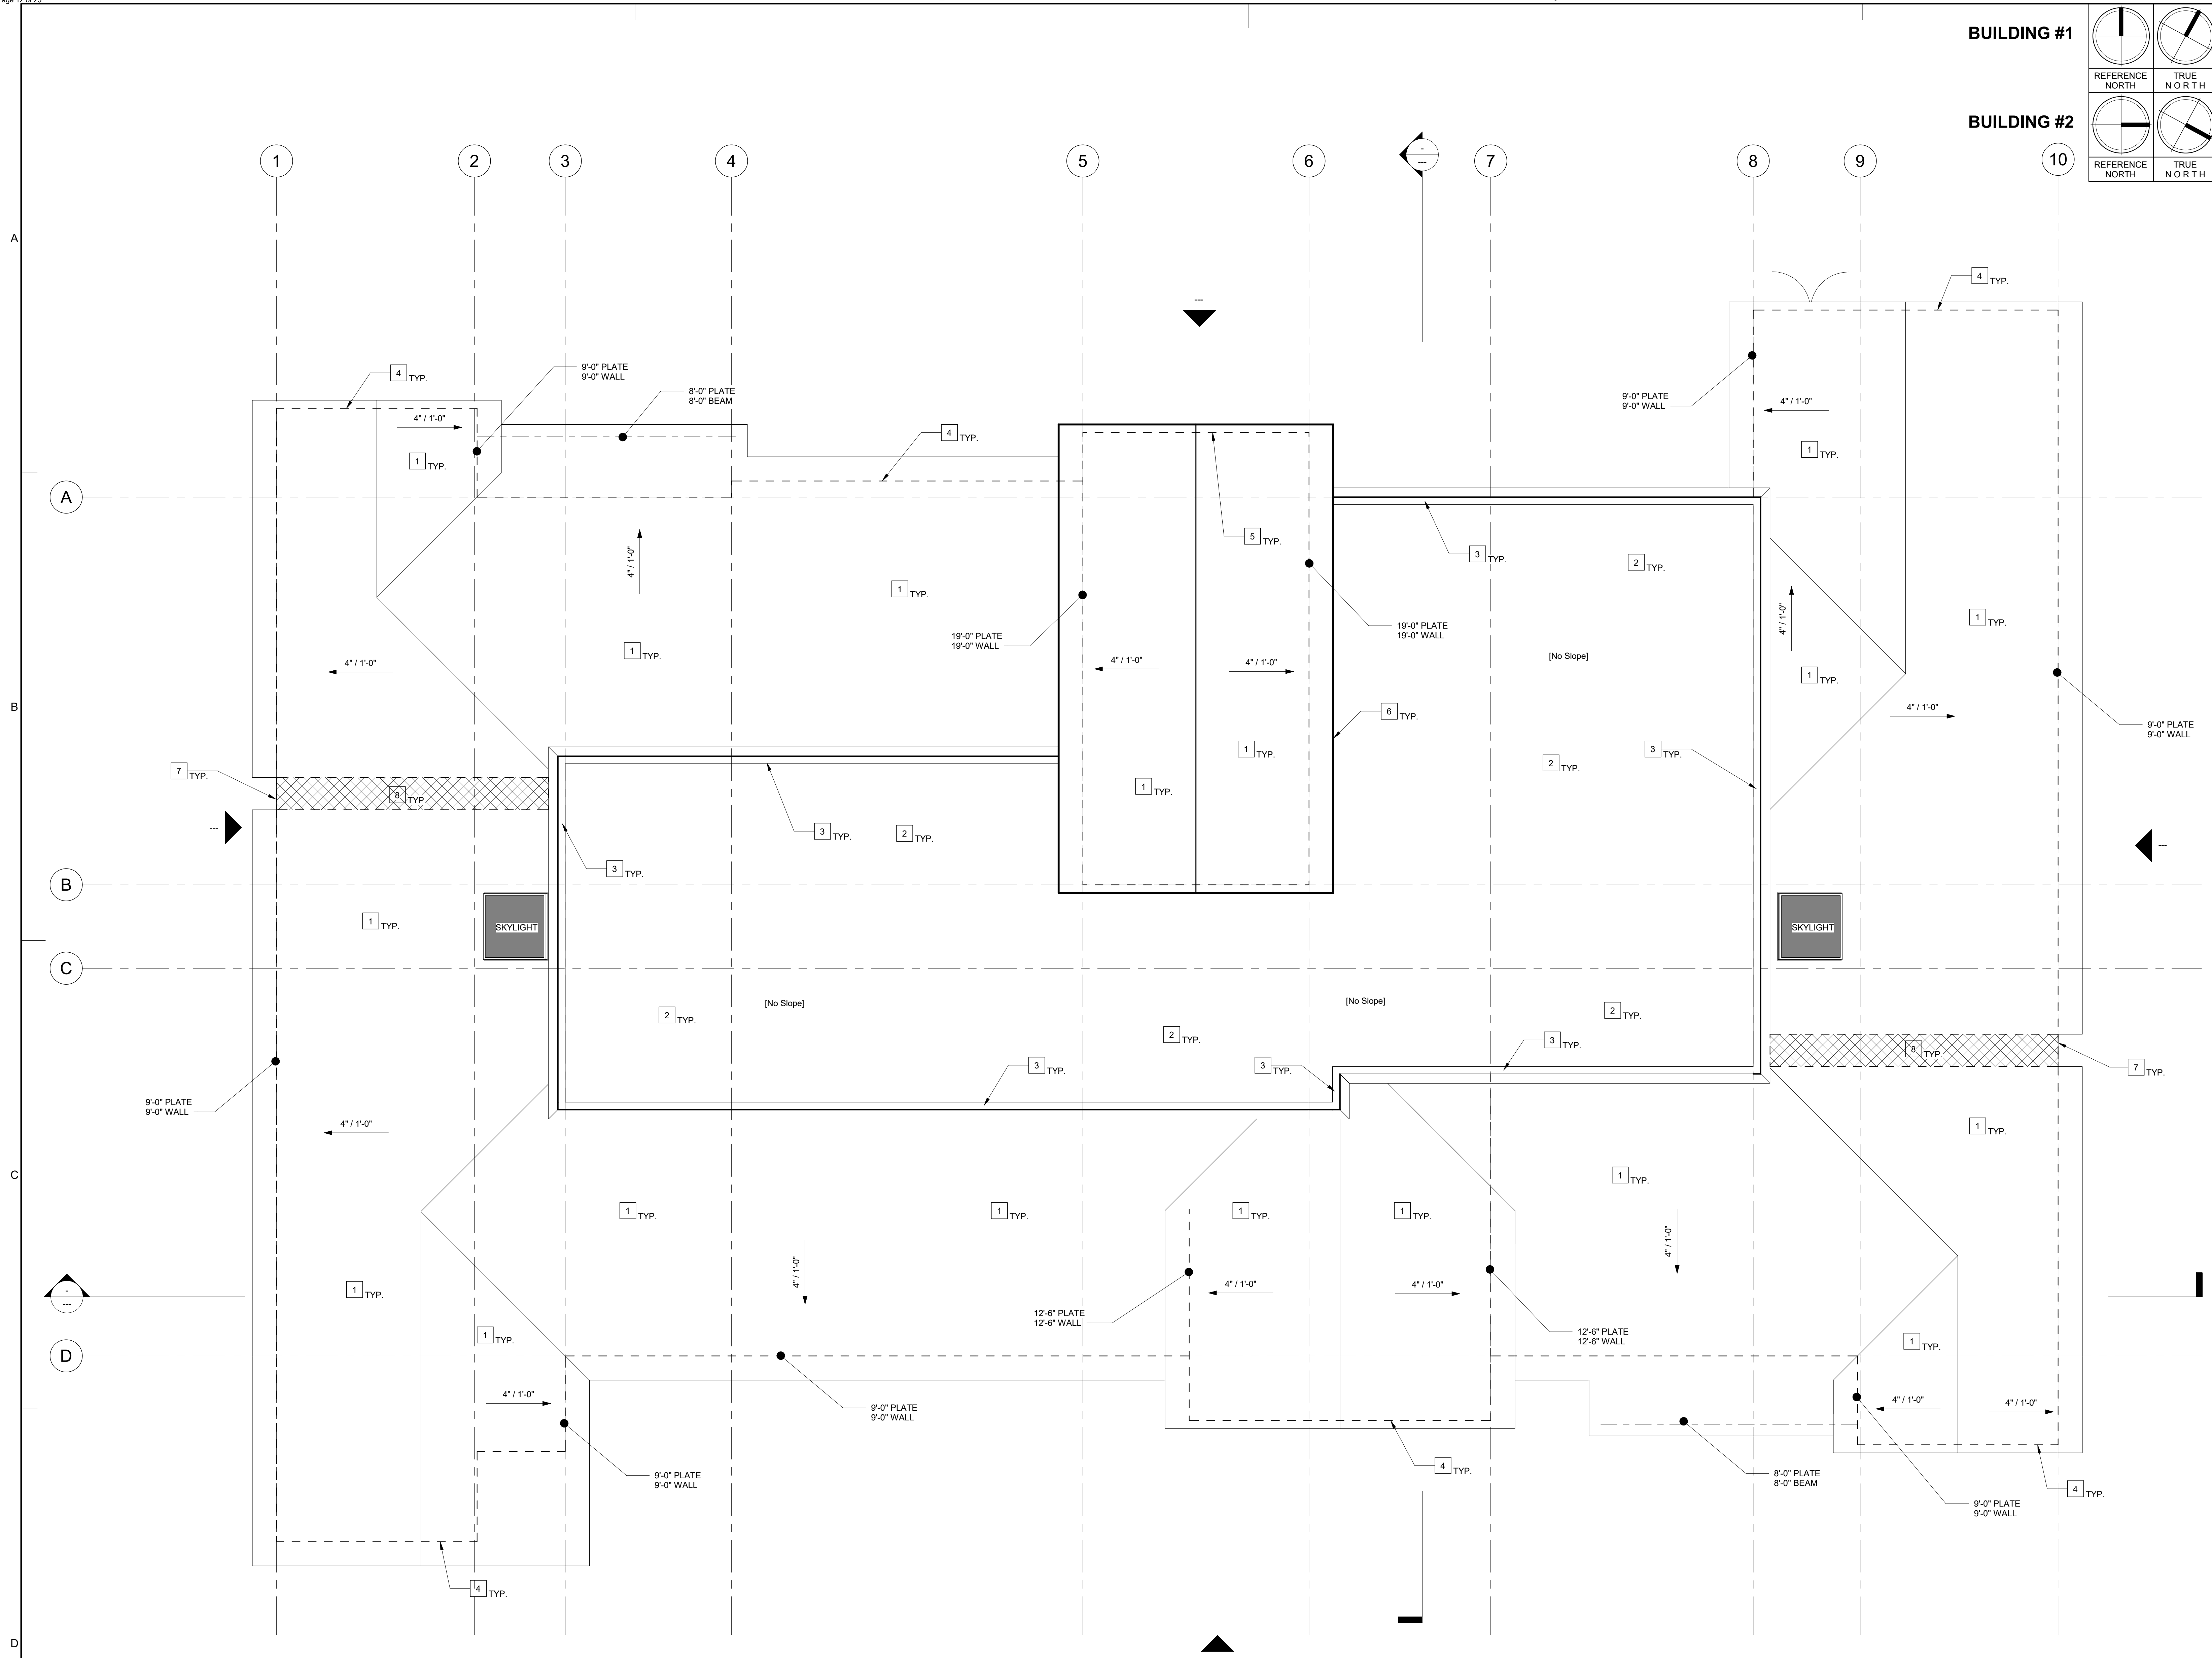 BUILDING #1
REFERENCE
NORTH
TRUE
N O R T H
BUILDING #2
REFERENCE
NORTH
TRUE
N O R T H
1
2
3
4
5
6
-
---
7
8
9
10
A
4 TYP.
---
4 TYP.
9'-0" PLATE
9'-0" WALL
8'-0" PLATE
8'-0" BEAM
9'-0" PLATE
9'-0" WALL
4" / 1'-0"
4" / 1'-0"
4 TYP.
1 TYP.
1 TYP.
A
5 TYP.
3 TYP.
2 TYP.
4" / 1'-0"
1 TYP.
4" / 1'-0"
1 TYP.
19'-0" PLATE
19'-0" WALL
19'-0" PLATE
19'-0" WALL
1 TYP.
[No Slope]
4" / 1'-0"
4" / 1'-0"
4" / 1'-0"
1 TYP.
B
6 TYP.
4" / 1'-0"
9'-0" PLATE
9'-0" WALL
1 TYP.
3 TYP.
2 TYP.
7 TYP.
1 TYP.
8 TYP.
---
3 TYP.
2 TYP.
---
3 TYP.
B
1 TYP.
SKYLIGHT
SKYLIGHT
C
[No Slope]
[No Slope]
2 TYP.
2 TYP.
2 TYP.
3 TYP.
8 TYP.
3 TYP.
3 TYP.
7 TYP.
9'-0" PLATE
9'-0" WALL
4" / 1'-0"
1 TYP.
C
1 TYP.
1 TYP.
1 TYP.
1 TYP.
1 TYP.
4" / 1'-0"
4" / 1'-0"
-
---
1 TYP.
4" / 1'-0"
4" / 1'-0"
12'-6" PLATE
12'-6" WALL
12'-6" PLATE
12'-6" WALL
1 TYP.
1 TYP.
D
4" / 1'-0"
4" / 1'-0"
4" / 1'-0"
9'-0" PLATE
9'-0" WALL
9'-0" PLATE
9'-0" WALL
4 TYP.
8'-0" PLATE
8'-0" BEAM
4 TYP.
9'-0" PLATE
9'-0" WALL
4 TYP.
D